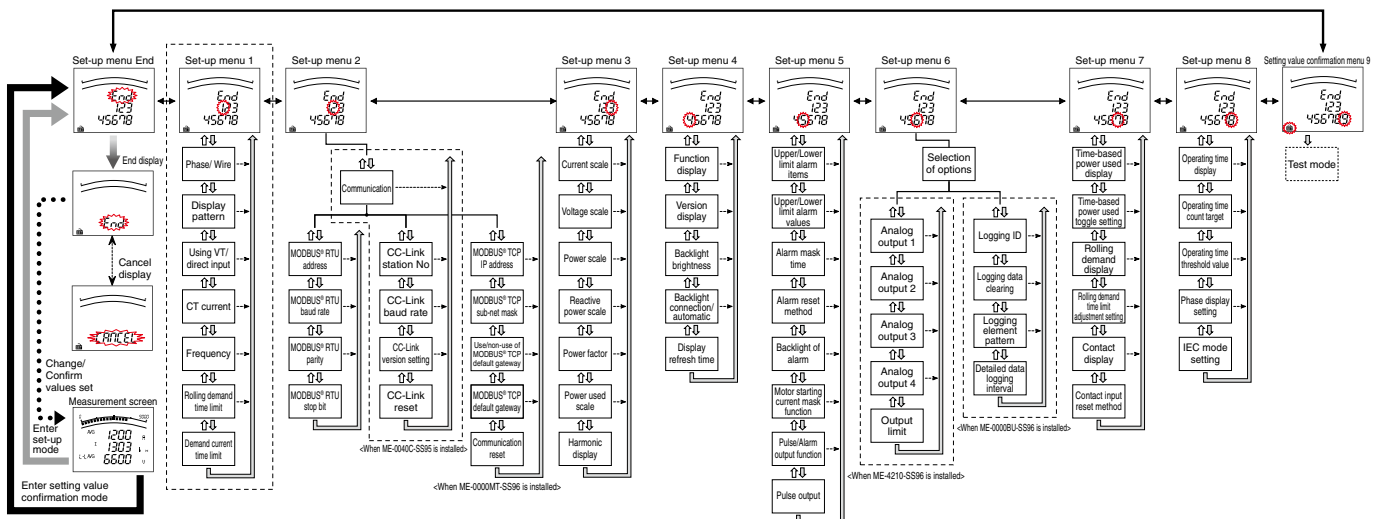 Set-up menu End
Set-up menu 1
Set-up menu 2
Set-up menu 3
Set-up menu 4
Set-up menu 5
Set-up menu 6
Set-up menu 7
Set-up menu 8
Setting value confirmation menu 9
End
123
45678
End
123
45678
End
123
45678
End
123
45678
End
123
45678
End
123
45678
End
123
45678
End
123
45678
End
123
45678
End
123
456789
End display
End
Cancel
display
CANCEL
Change/
Confirm
values set
Measurement screen
AVG
1200 A
1303
L-L AVG
6600 V
Enter
set-up
mode
Enter setting value
confirmation mode
Phase/ Wire
Display
pattern
Using VT/
direct input
CT current
Frequency
Rolling demand
time limit
Demand current
time limit
Communication
MODBUS® RTU
address
MODBUS® RTU
baud rate
MODBUS® RTU
parity
MODBUS® RTU
stop bit
CC-Link
station No
CC-Link
baud rate
CC-Link
version setting
CC-Link
reset
<When ME-0040C-SS95 is installed>
MODBUS® TCP
IP address
MODBUS® TCP
sub-net mask
Use/non-use of
MODBUS® TCP
default gateway
MODBUS® TCP
default gateway
Communication
reset
<When ME-0000MT-SS96 is installed>
Current scale
Voltage scale
Power scale
Reactive
power scale
Power factor
Power used
scale
Harmonic
display
Function
display
Version
display
Backlight
brightness
Backlight
connection/
automatic
Display
refresh time
Upper/Lower
limit alarm
items
Upper/Lower
limit alarm
values
Alarm mask
time
Alarm reset
method
Backlight of
alarm
Motor starting
current mask
function
Pulse/Alarm
output function
Pulse output
Selection
of options
Analog
output 1
Analog
output 2
Analog
output 3
Analog
output 4
Output
limit
<When ME-4210-SS96 is installed>
Logging ID
Logging data
clearing
Logging
element
pattern
Detailed data
logging
interval
<When ME-0000BU-SS96 is installed>
Time-based
power used
display
Time-based
power used
toggle setting
Rolling
demand
display
Rolling demand
time limit
adjustment setting
Contact
display
Contact input
reset method
Operating time
display
Operating time
count target
Operating time
threshold value
Phase display
setting
IEC mode
setting
Test mode